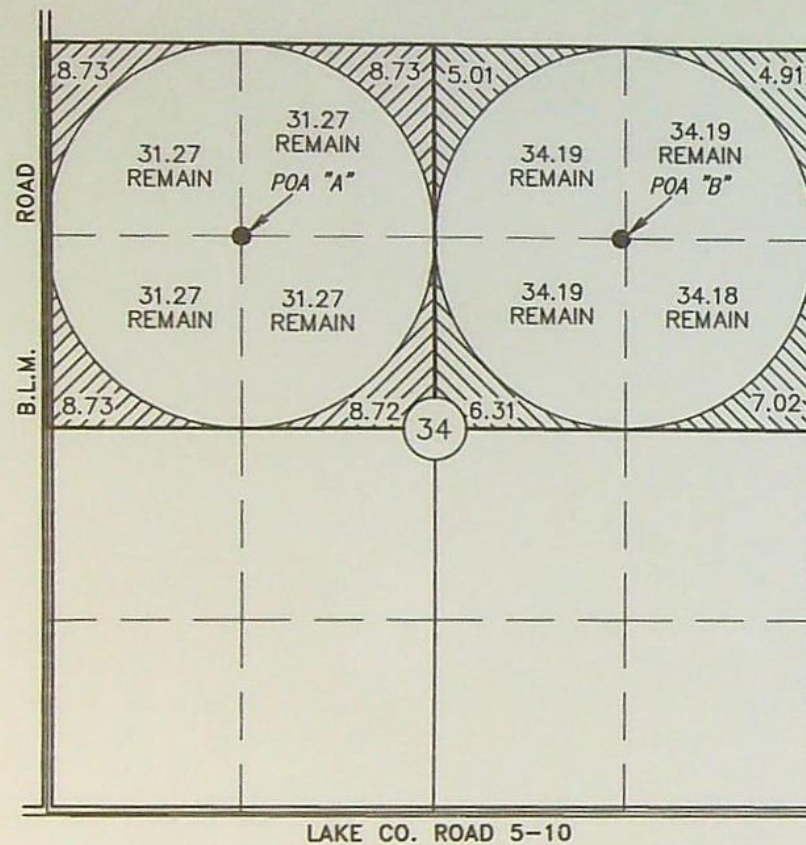 8.73
8.73
5.01
4.91
31.27
REMAIN
31.27
REMAIN
34.19
REMAIN
34.19
REMAIN
POA "A"
POA "B"
31.27
REMAIN
31.27
REMAIN
34.19
REMAIN
34.18
REMAIN
8.73
8.72
6.31
7.02
34
B.L.M. ROAD
LAKE CO. ROAD 5-10